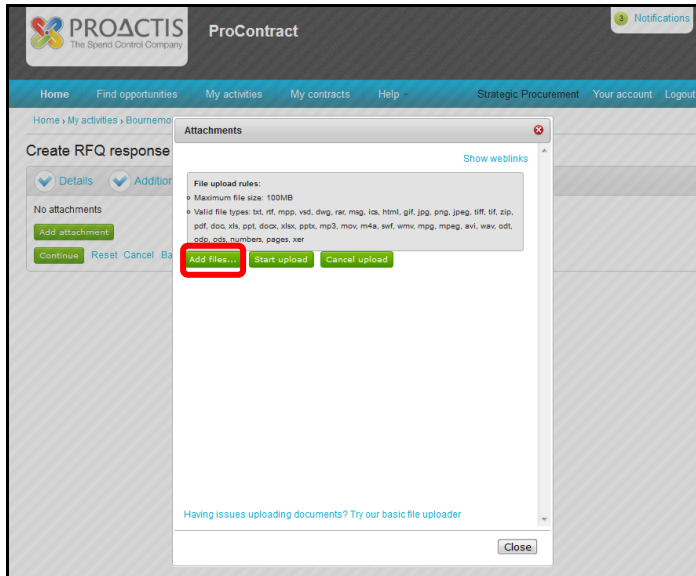 PROACTIS
The Spend Control Company
ProContract
3 Notifications
Home Find opportunities My activities My contracts Help Strategic Procurement Your account Logout
Home › My activities › Bournemo
Create RFQ response
Details Addition
No attachments
Add attachment
Continue Reset Cancel Ba
Attachments
Show weblinks
File upload rules:
Maximum file size: 100MB
Valid file types: txt, rtf, mpp, vsd, dwg, rar, msg, ics, html, gif, jpg, png, jpeg, tiff, tif, zip,
pdf, doc, xls, ppt, docx, xlsx, pptx, mp3, mov, m4a, swf, wmv, mpg, mpeg, avi, wav, odt,
odp, ods, numbers, pages, xer
Add files... Start upload Cancel upload
Having issues uploading documents? Try our basic file uploader
Close